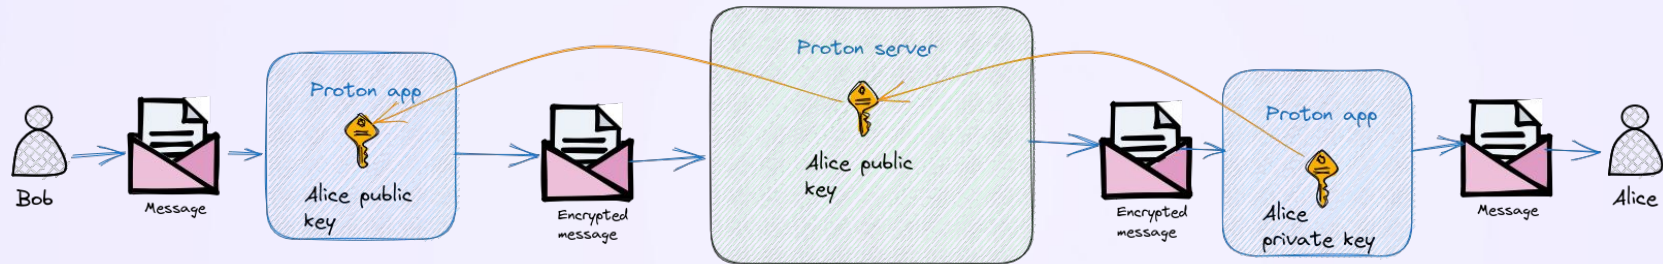 Bob
Message
Proton app
Alice public
key
Encrypted
message
Proton server
Alice public
key
Encrypted
message
Proton app
Alice
private key
Message
Alice